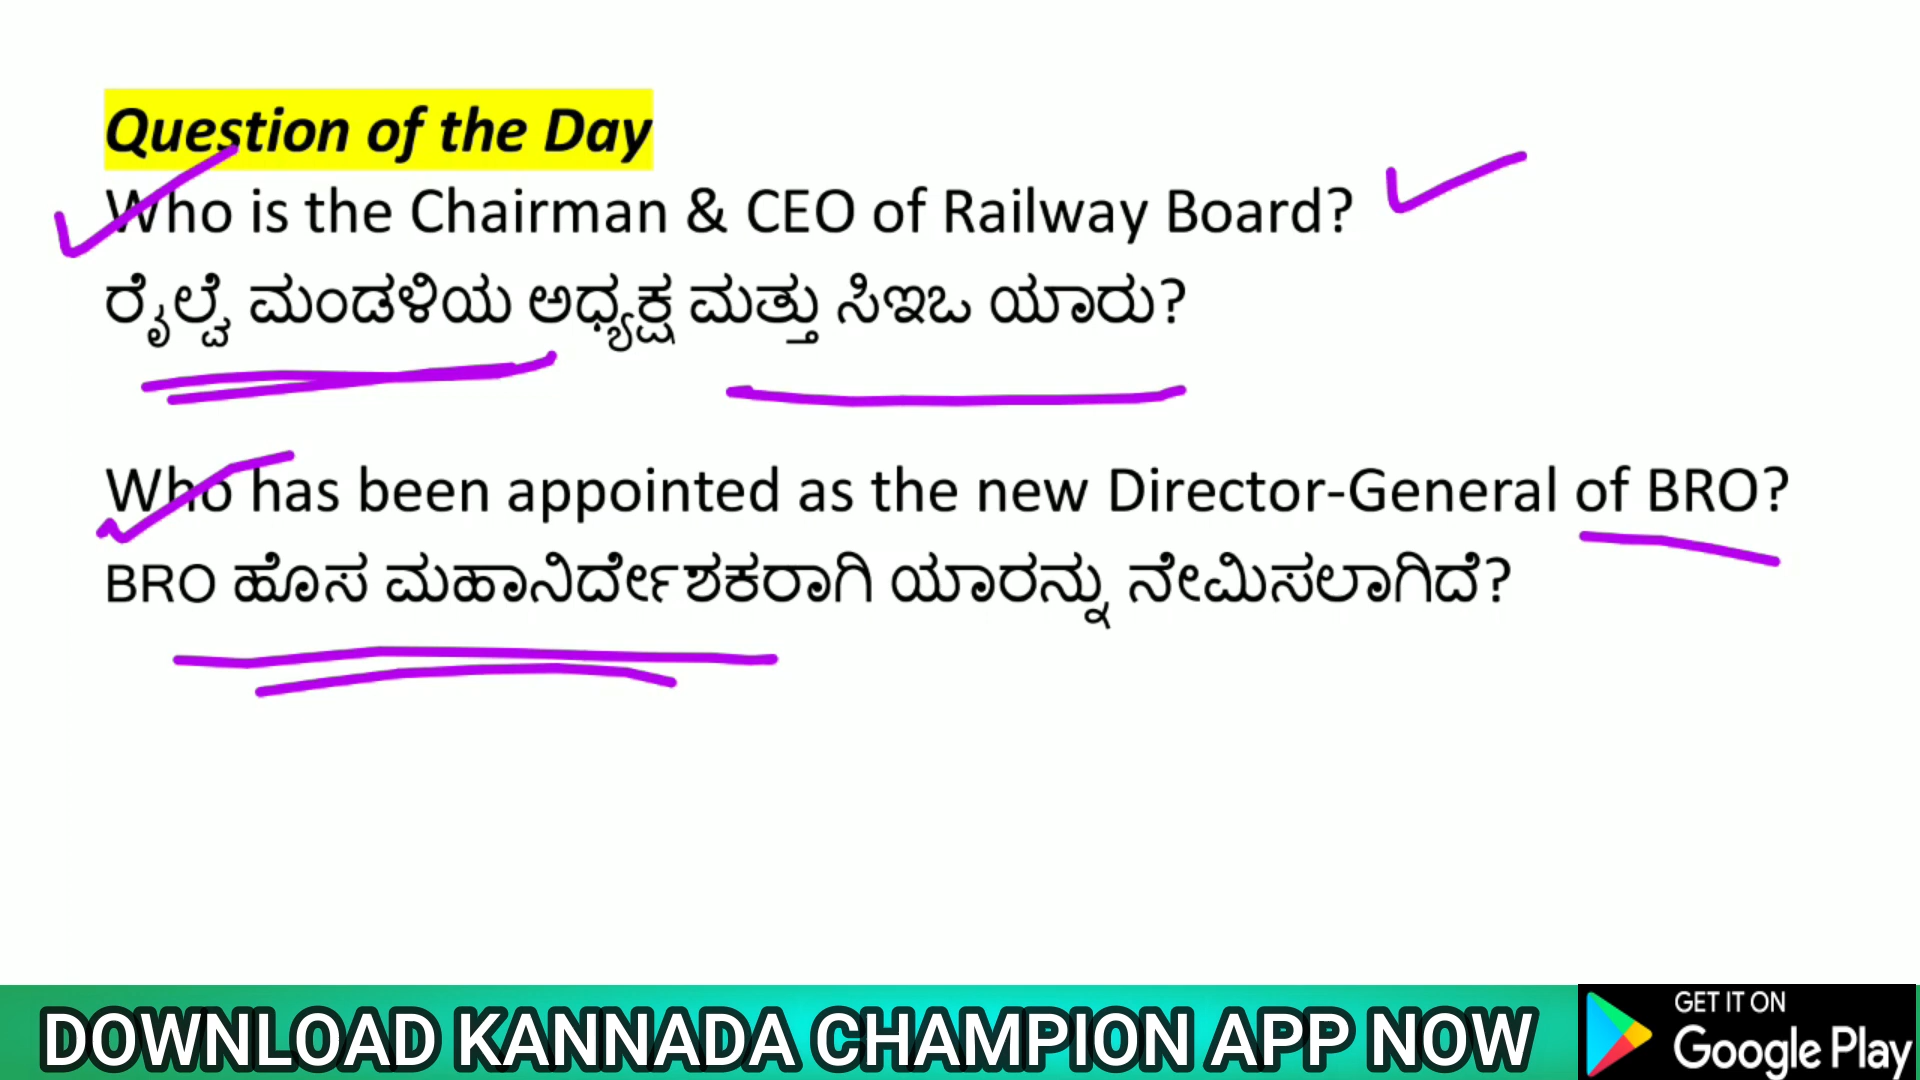 Question of the Day
Who is the Chairman & CEO of Railway Board?
ರೈಲ್ವೆ ಮಂಡಳಿಯ ಅಧ್ಯಕ್ಷ ಮತ್ತು ಸಿಇಒ ಯಾರು?
Who has been appointed as the new Director-General of BRO?
BRO ಹೊಸ ಮಹಾನಿರ್ದೇಶಕರಾಗಿ ಯಾರನ್ನು ನೇಮಿಸಲಾಗಿದೆ?
DOWNLOAD KANNADA CHAMPION APP NOW
GET IT ON
Google Play